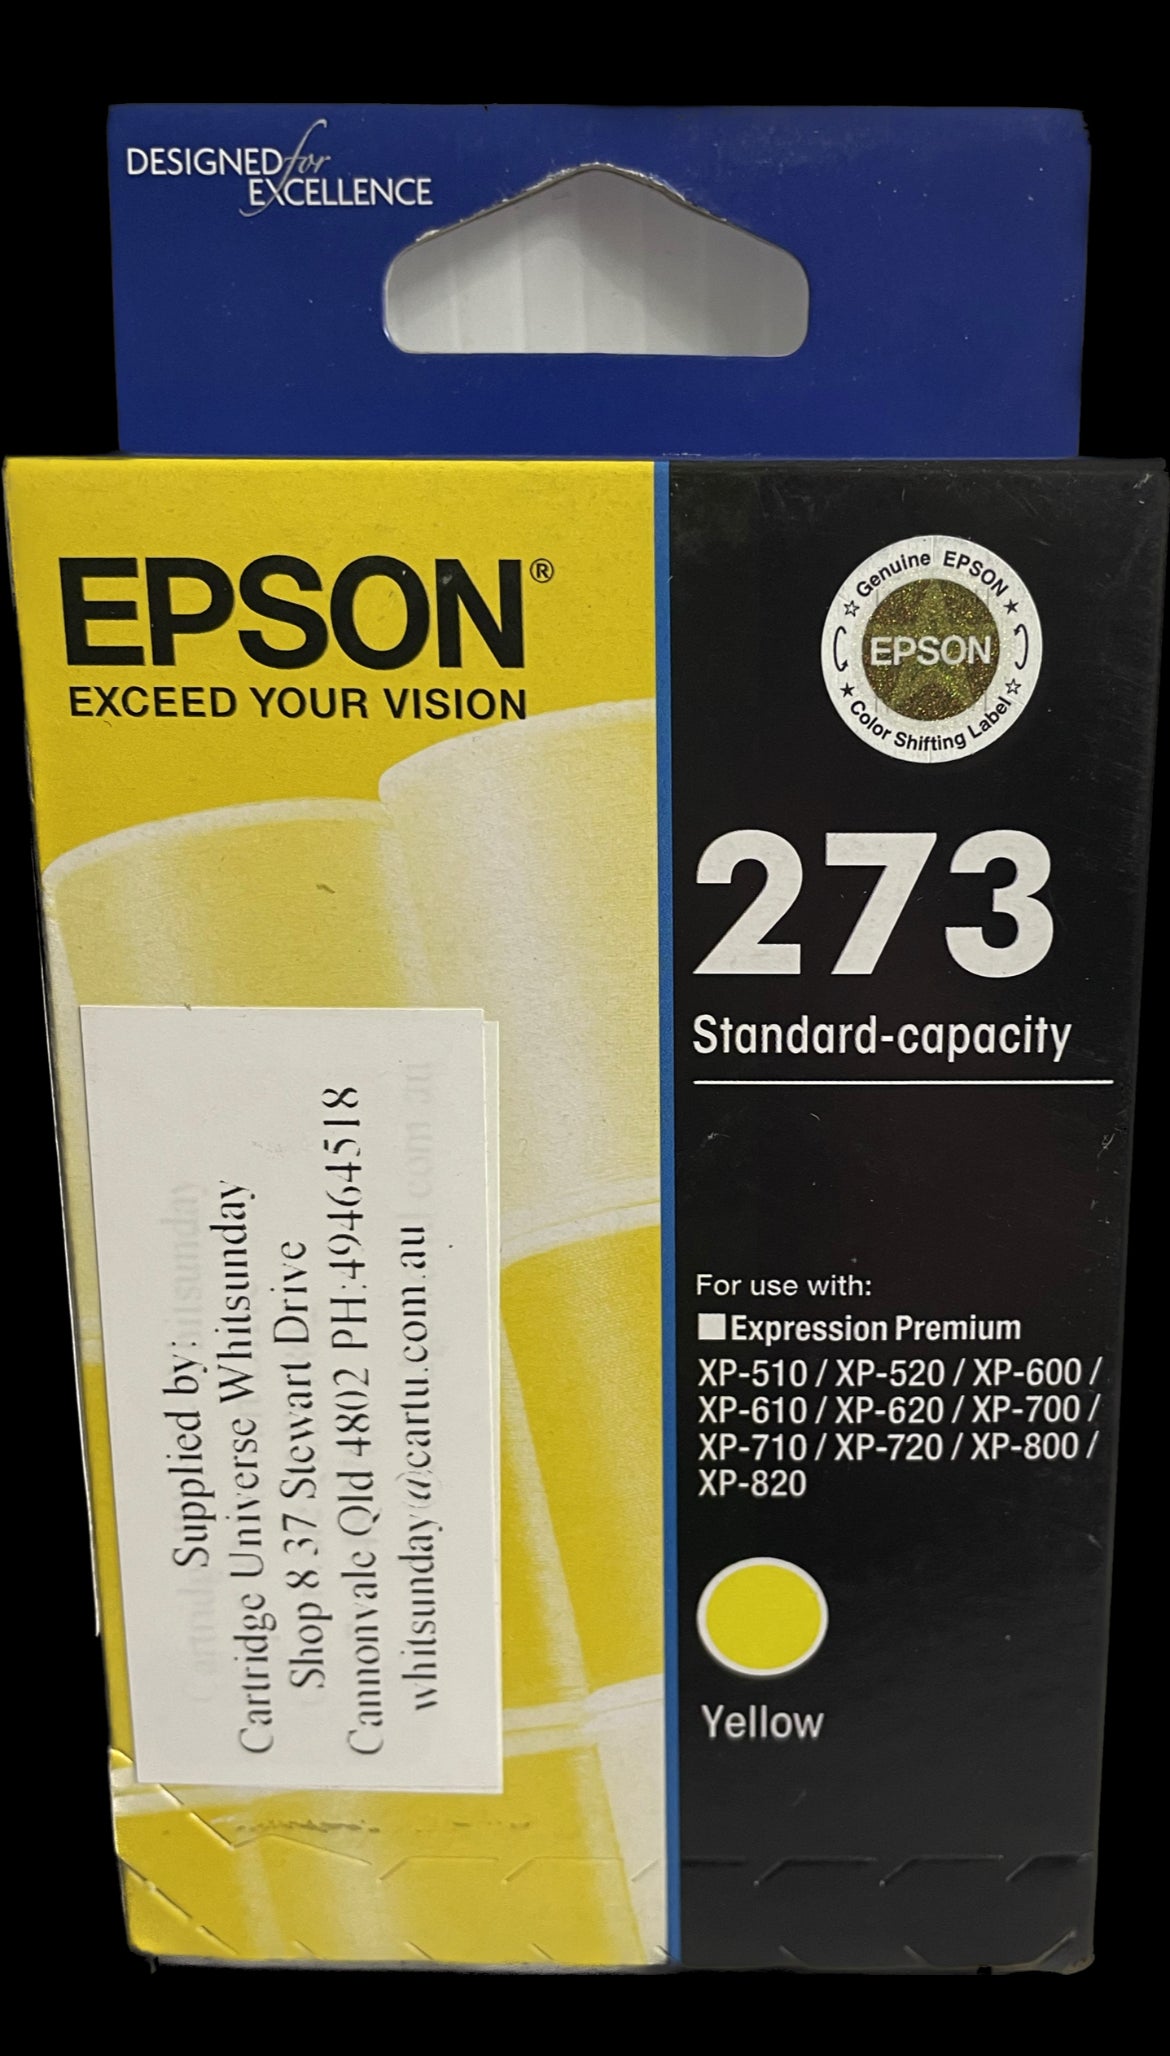 DESIGNED for
EXCELLENCE
EPSON®
EXCEED YOUR VISION
Genuine EPSON
EPSON
Color Shifting Label
273
Standard-capacity
Supplied by:
Cartridge Universe Whitsunday
Shop 8 37 Stewart Drive
Cannonvale Qld 4802 PH:49464518
whitsunday@cartu.com.au
For use with:
Expression Premium
XP-510 / XP-520 / XP-600 /
XP-610 / XP-620 / XP-700 /
XP-710 / XP-720 / XP-800 /
XP-820
Yellow